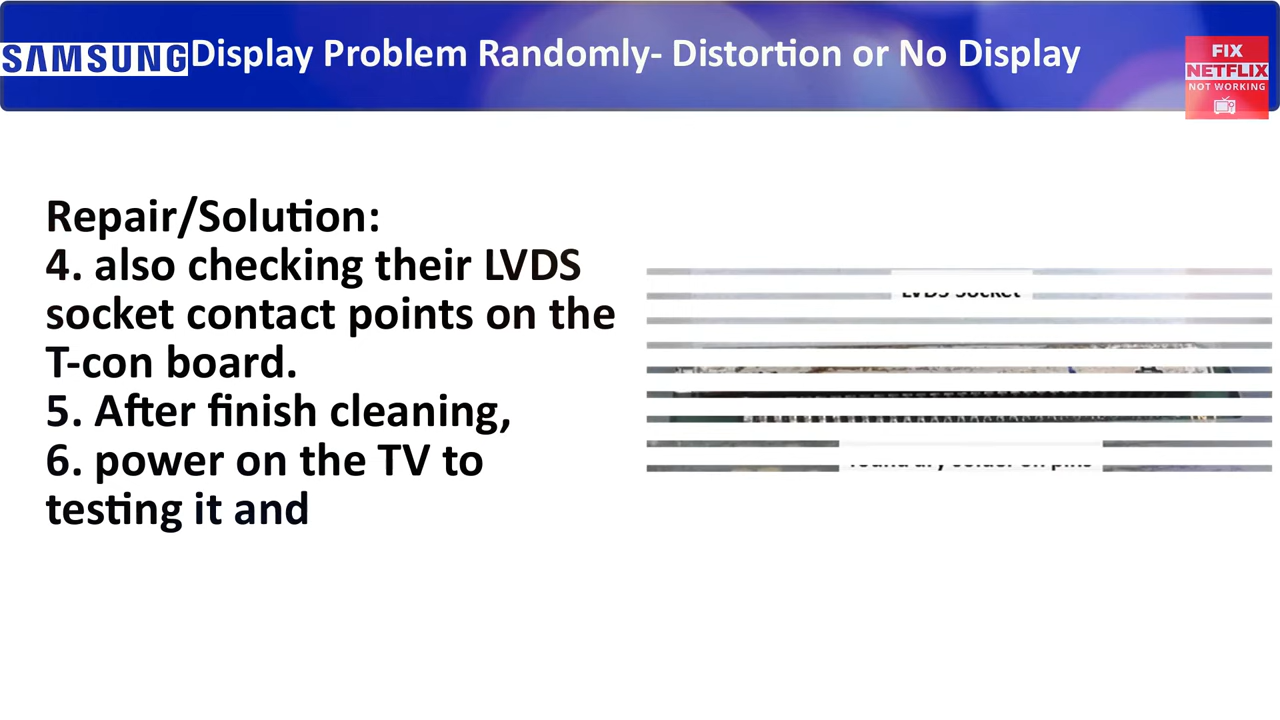 SAMSUNG Display Problem Randomly- Distortion or No Display
FIX
NETFLIX
NOT WORKING
Repair/Solution:
4. also checking their LVDS
socket contact points on the
T-con board.
5. After finish cleaning,
6. power on the TV to
testing it and
LVDS Socket